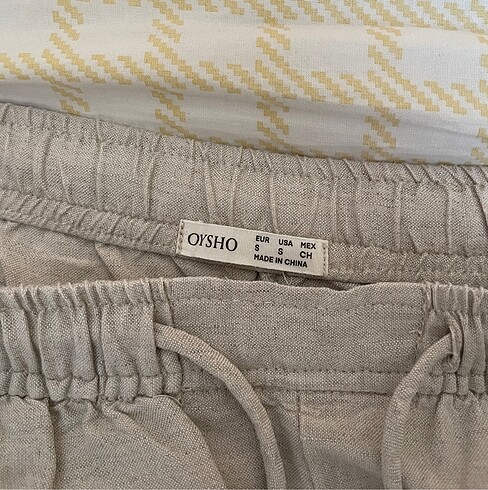 OYSHO
EUR USA MEX
S S CH
MADE IN CHINA